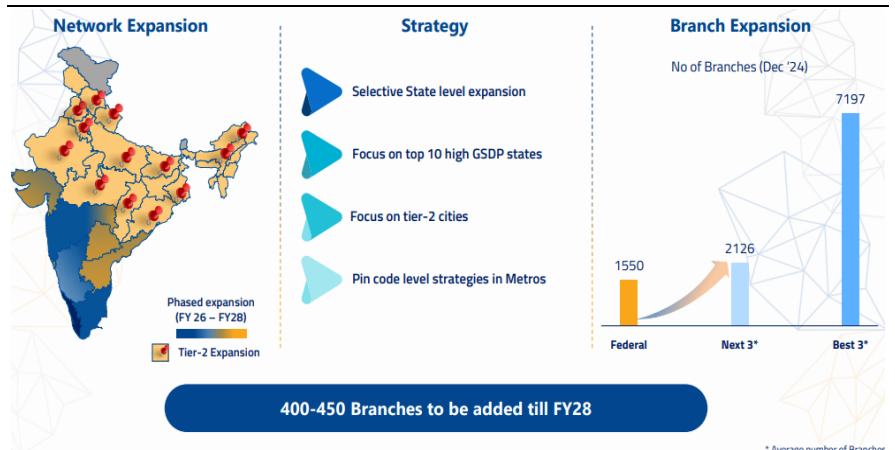 Network Expansion
Phased expansion
(FY 26 – FY28)
Tier-2 Expansion
Strategy
Selective State level expansion
Focus on top 10 high GSDP states
Focus on tier-2 cities
Pin code level strategies in Metros
Branch Expansion
No of Branches (Dec ‘24)
1550
2126
7197
Federal
Next 3*
Best 3*
400-450 Branches to be added till FY28
* Average number of Branches